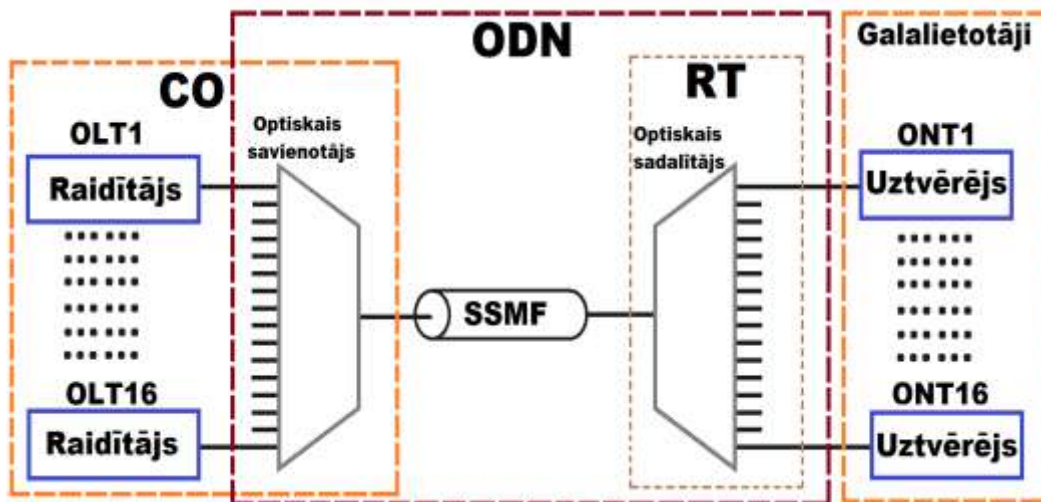 ODN
Galalietotāji
CO
RT
OLT1
Optiskais
savienotājs
Optiskais
sadalītājs
ONT1
Raidītājs
Uztvērējs
SSMF
OLT16
ONT16
Raidītājs
Uztvērējs